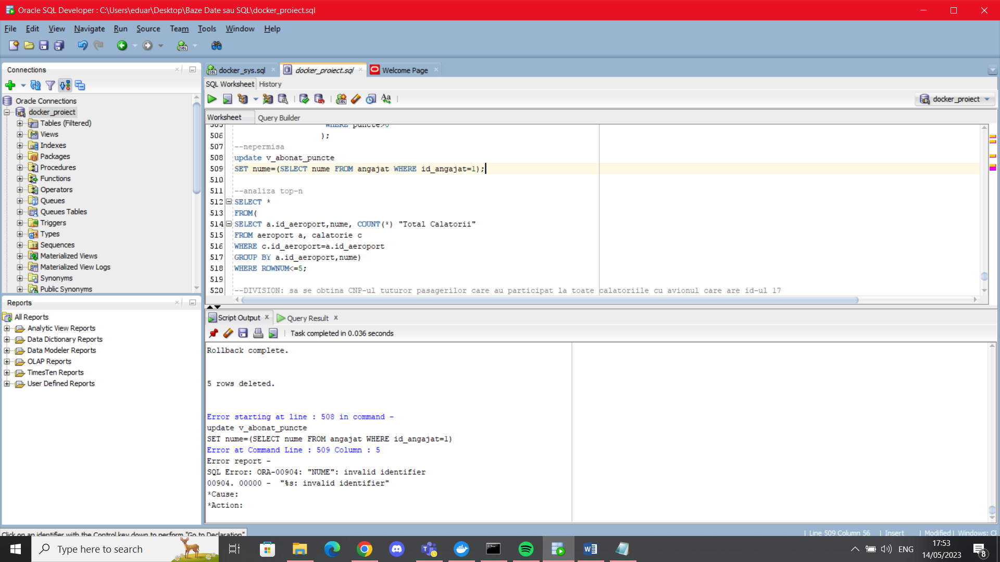 Oracle SQL Developer : C:\Users\eduar\Desktop\Baze Date sau SQL\docker_proiect.sql
File Edit View Navigate Run Source Team Tools Window Help
Connections
Oracle Connections
docker_proiect
Tables (Filtered)
Views
Indexes
Packages
Procedures
Functions
Operators
Queues
Queues Tables
Triggers
Types
Sequences
Materialized Views
Materialized View Logs
Synonyms
Public Synonyms
Reports
All Reports
Analytic View Reports
Data Dictionary Reports
Data Modeler Reports
OLAP Reports
TimesTen Reports
User Defined Reports
docker_sys.sql docker_proiect.sql Welcome Page
SQL Worksheet History
docker_proiect
Worksheet Query Builder
505 WHERE puncte>0
506 );
507 --nepermisa
508 update v_abonat_puncte
509 SET nume=(SELECT nume FROM angajat WHERE id_angajat=1);
510
511 --analiza top-n
512 SELECT *
513 FROM(
514 SELECT a.id_aeroport,nume, COUNT(*) "Total Calatorii"
515 FROM aeroport a, calatorie c
516 WHERE c.id_aeroport=a.id_aeroport
517 GROUP BY a.id_aeroport,nume)
518 WHERE ROWNUM<=5;
519
520 --DIVISION: sa se obtina CNP-ul tuturor pasagerilor care au participat la toate calatoriile cu avionul care are id-ul 17
Script Output Query Result
Task completed in 0.036 seconds
Rollback complete.
5 rows deleted.
Error starting at line : 508 in command -
update v_abonat_puncte
SET nume=(SELECT nume FROM angajat WHERE id_angajat=1)
Error at Command Line : 509 Column : 5
Error report -
SQL Error: ORA-00904: "NUME": invalid identifier
00904. 00000 - "%s: invalid identifier"
*Cause:
*Action:
Click on an identifier with the Control key down to perform "Go to Declaration"
Line 509 Column 56 Insert Modified Windows: CF
Type here to search
ENG
17:53
14/05/2023
8